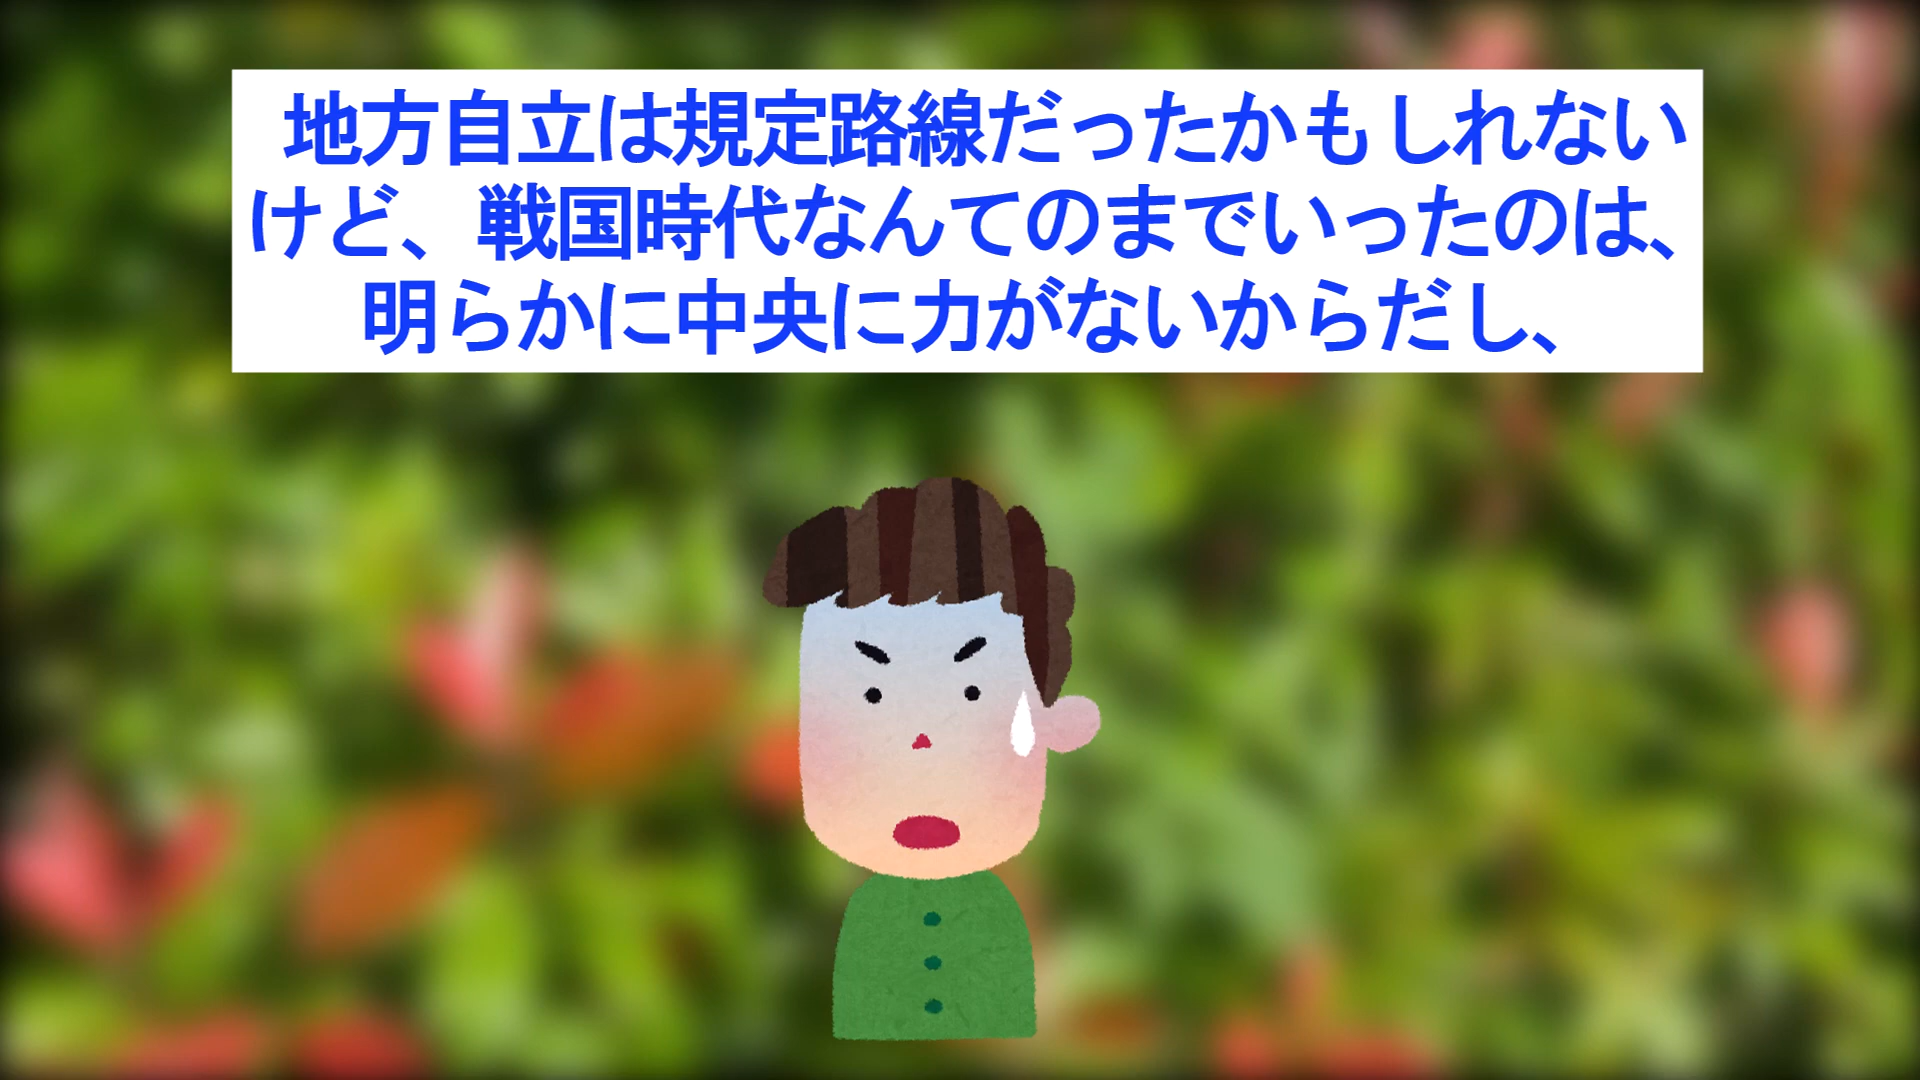 地方自立は規定路線だったかもしれない
けど、戦国時代なんてのまでいったのは、
明らかに中央に力がないからだし、